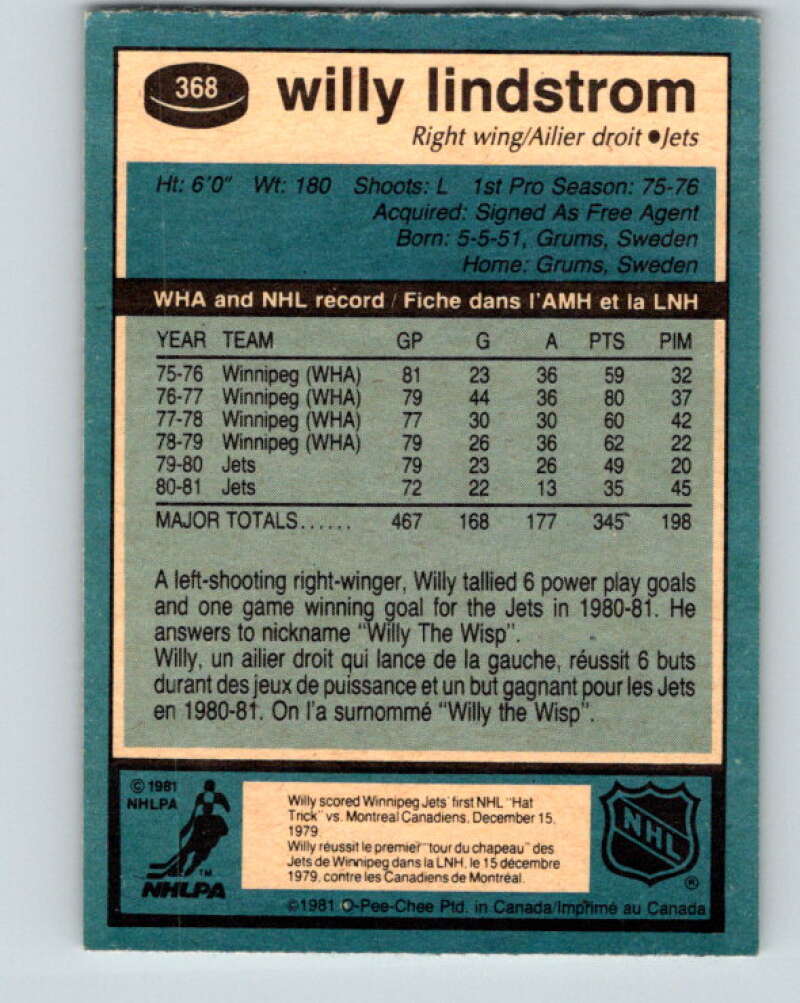 368
willy lindstrom
Right wing/Ailier droit ●Jets
Ht: 6'0" Wt: 180 Shoots: L 1st Pro Season: 75-76
Acquired: Signed As Free Agent
Born: 5-5-51, Grums, Sweden
Home: Grums, Sweden
WHA and NHL record / Fiche dans l'AMH et la LNH
YEAR TEAM GP G A PTS PIM
75-76 Winnipeg (WHA) 81 23 36 59 32
76-77 Winnipeg (WHA) 79 44 36 80 37
77-78 Winnipeg (WHA) 77 30 30 60 42
78-79 Winnipeg (WHA) 79 26 36 62 22
79-80 Jets 79 23 26 49 20
80-81 Jets 72 22 13 35 45
MAJOR TOTALS...... 467 168 177 345 198
A left-shooting right-winger, Willy tallied 6 power play goals
and one game winning goal for the Jets in 1980-81. He
answers to nickname "Willy The Wisp".
Willy, un ailier droit qui lance de la gauche, réussit 6 buts
durant des jeux de puissance et un but gagnant pour les Jets
en 1980-81. On l'a surnommé "Willy the Wisp".
© 1981
NHLPA
TM
NHLPA
Willy scored Winnipeg Jets' first NHL "Hat
Trick" vs. Montreal Canadiens, December 15,
1979.
Willy réussit le premier "tour du chapeau" des
Jets de Winnipeg dans la LNH, le 15 décembre
1979, contre les Canadiens de Montréal.
NHL
®
©1981 O-Pee-Chee Ptd. in Canada/Imprimé au Canada